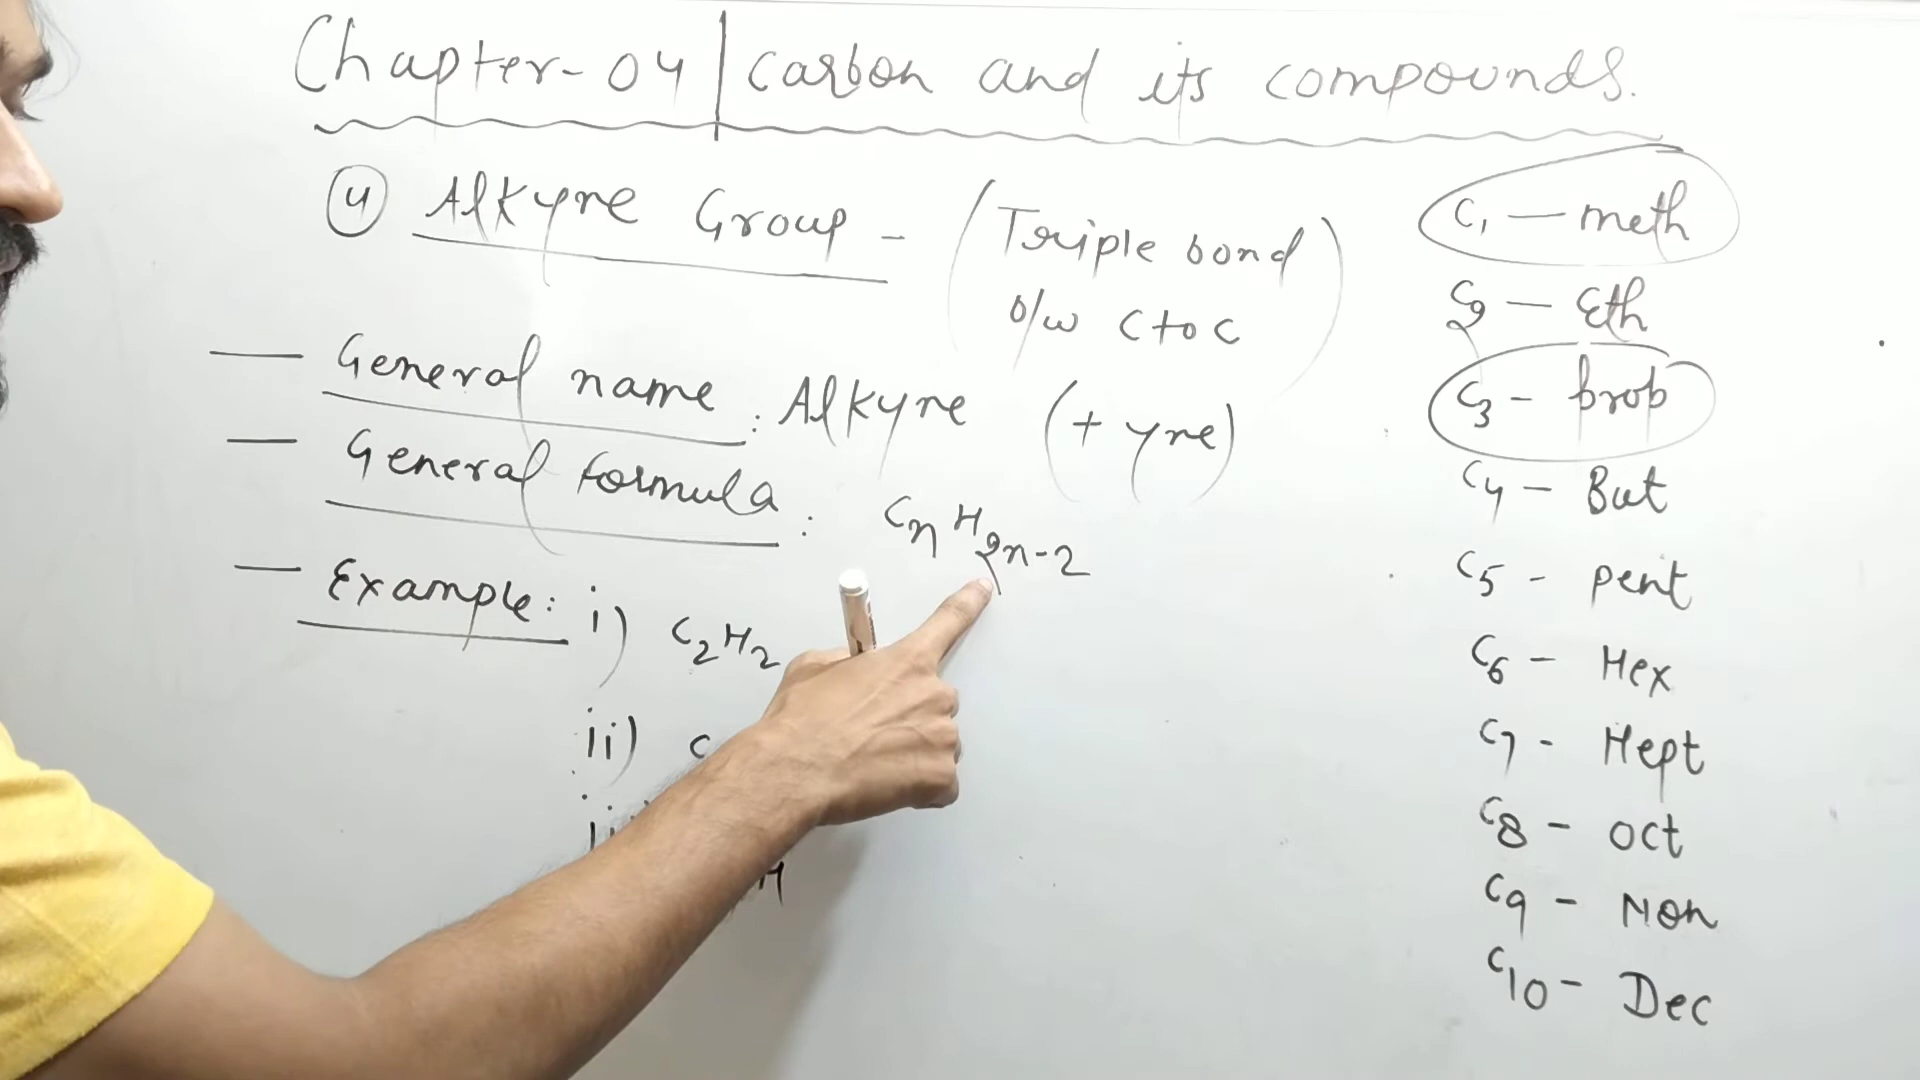 Chapter-04 | Carbon and its compounds.
4 Alkyne Group - (Triple bond
b/w C to C)
— General name: Alkyne (+ yne)
— General formula: CnH2n-2
— Example: i) C2H2
ii) C
H
C1 — meth
C2 — Eth
C3 - prop
C4 - But
C5 - pent
C6 - Hex
C7 - Hept
C8 - oct
C9 - Non
C10 - Dec